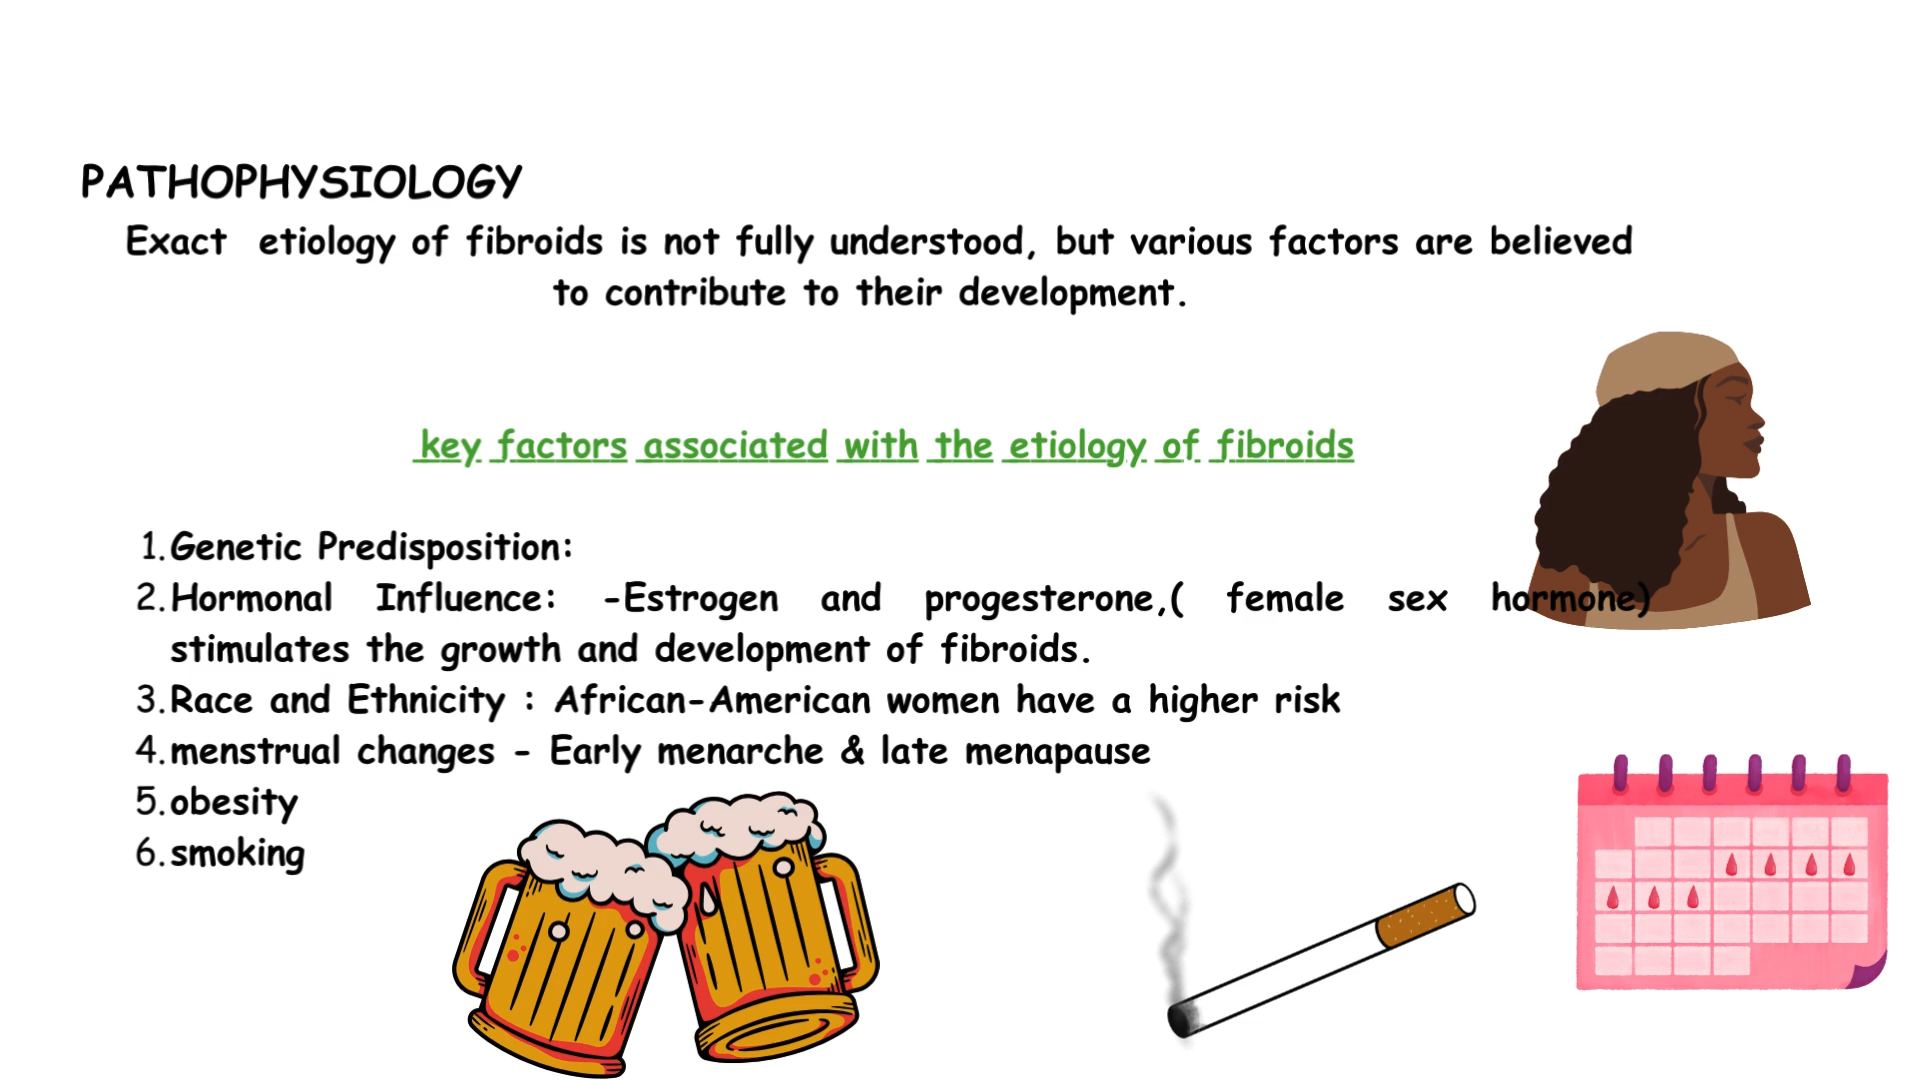 PATHOPHYSIOLOGY
Exact etiology of fibroids is not fully understood, but various factors are believed
to contribute to their development.
key factors associated with the etiology of fibroids
1. Genetic Predisposition:
2. Hormonal Influence: -Estrogen and progesterone,( female sex hormone)
stimulates the growth and development of fibroids.
3. Race and Ethnicity : African-American women have a higher risk
4. menstrual changes - Early menarche & late menapause
5. obesity
6. smoking